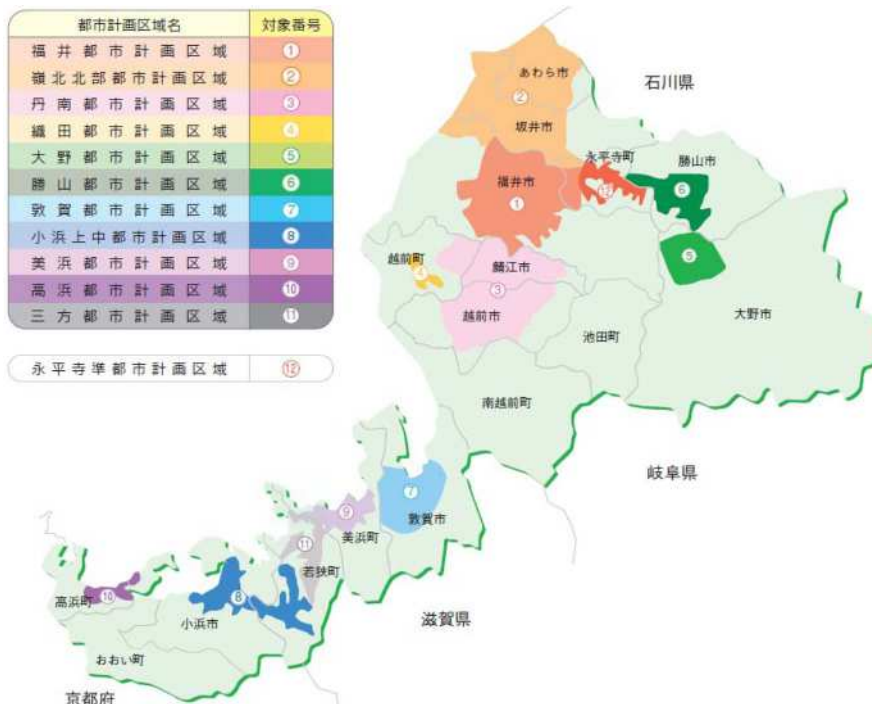 都市計画区域名 対象番号
福井都市計画区域 ①
嶺北北部都市計画区域 ②
丹南都市計画区域 ③
織田都市計画区域 ④
大野都市計画区域 ⑤
勝山都市計画区域 ⑥
敦賀都市計画区域 ⑦
小浜上中都市計画区域 ⑧
美浜都市計画区域 ⑨
高浜都市計画区域 ⑩
三方都市計画区域 ⑪
永平寺準都市計画区域 ⑫
あわら市
石川県
②
坂井市
永平寺町
勝山市
福井市
⑫
⑥
①
越前町
鯖江市
⑤
④
③
越前市
大野市
池田町
南越前町
岐阜県
⑦
⑨
敦賀市
美浜町
⑪
若狭町
高浜町
⑩
⑧
小浜市
滋賀県
おおい町
京都府